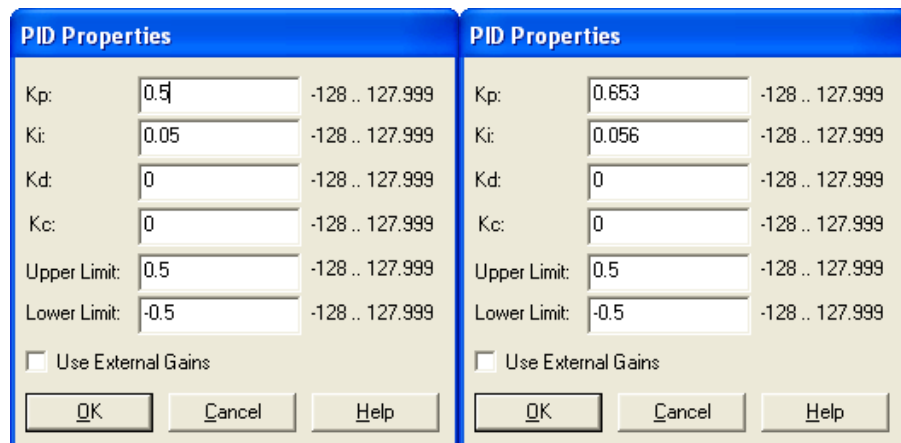 PID Properties
Kp: 0.5 -128 .. 127.999
Ki: 0.05 -128 .. 127.999
Kd: 0 -128 .. 127.999
Kc: 0 -128 .. 127.999
Upper Limit: 0.5 -128 .. 127.999
Lower Limit: -0.5 -128 .. 127.999
Use External Gains
OK Cancel Help
PID Properties
Kp: 0.653 -128 .. 127.999
Ki: 0.056 -128 .. 127.999
Kd: 0 -128 .. 127.999
Kc: 0 -128 .. 127.999
Upper Limit: 0.5 -128 .. 127.999
Lower Limit: -0.5 -128 .. 127.999
Use External Gains
OK Cancel Help